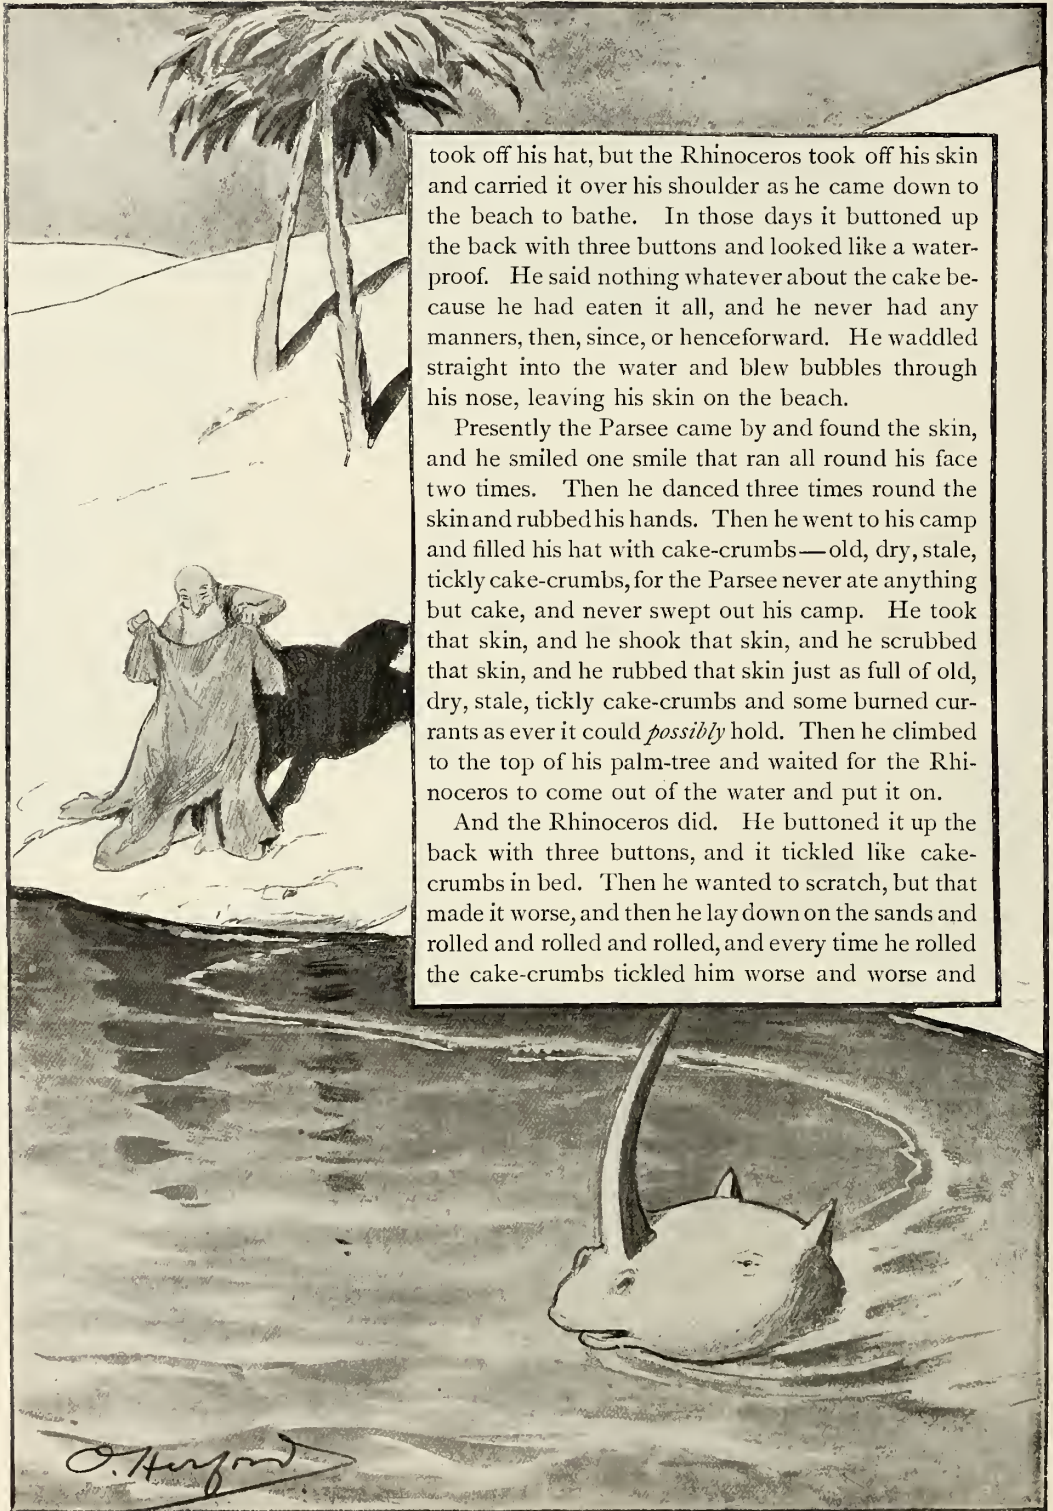 took off his hat, but the Rhinoceros took off his skin
and carried it over his shoulder as he came down to
the beach to bathe. In those days it buttoned up
the back with three buttons and looked like a water-
proof. He said nothing whatever about the cake be-
cause he had eaten it all, and he never had any
manners, then, since, or henceforward. He waddled
straight into the water and blew bubbles through
his nose, leaving his skin on the beach.
Presently the Parsee came by and found the skin,
and he smiled one smile that ran all round his face
two times. Then he danced three times round the
skin and rubbed his hands. Then he went to his camp
and filled his hat with cake-crumbs—old, dry, stale,
tickly cake-crumbs, for the Parsee never ate anything
but cake, and never swept out his camp. He took
that skin, and he shook that skin, and he scrubbed
that skin, and he rubbed that skin just as full of old,
dry, stale, tickly cake-crumbs and some burned cur-
rants as ever it could possibly hold. Then he climbed
to the top of his palm-tree and waited for the Rhi-
noceros to come out of the water and put it on.
And the Rhinoceros did. He buttoned it up the
back with three buttons, and it tickled like cake-
crumbs in bed. Then he wanted to scratch, but that
made it worse, and then he lay down on the sands and
rolled and rolled and rolled, and every time he rolled
the cake-crumbs tickled him worse and worse and
O. Herford